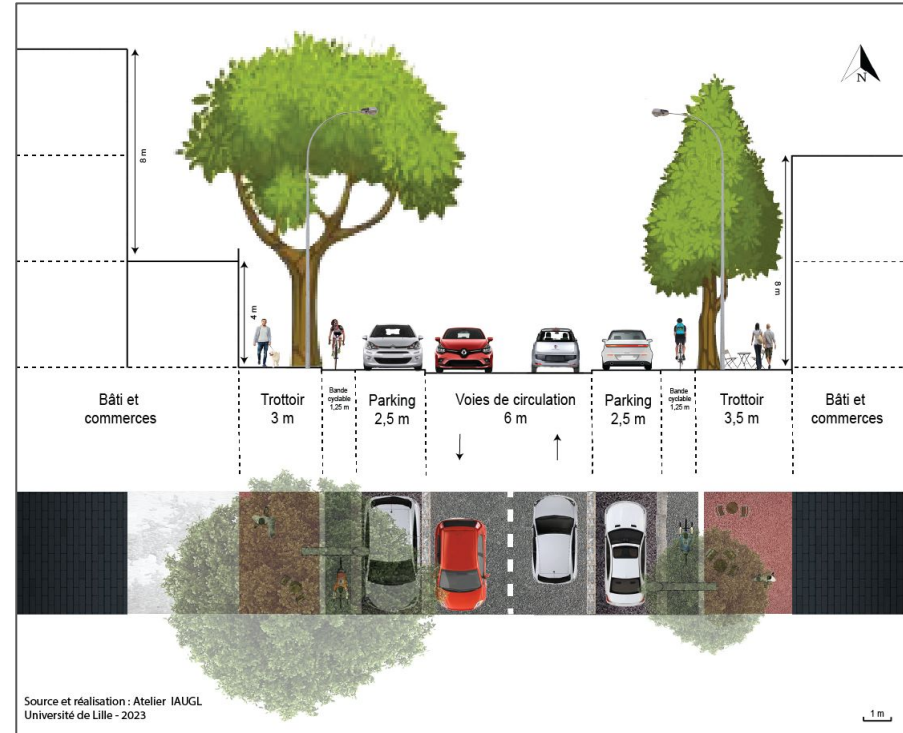 N
8 m
4 m
8 m
Bâti et
commerces
Trottoir
3 m
Bande
cyclable
1,25 m
Parking
2,5 m
Voies de circulation
6 m
Parking
2,5 m
Bande
cyclable
1,25 m
Trottoir
3,5 m
Bâti et
commerces
Source et réalisation : Atelier IAUGL
Université de Lille - 2023
1 m